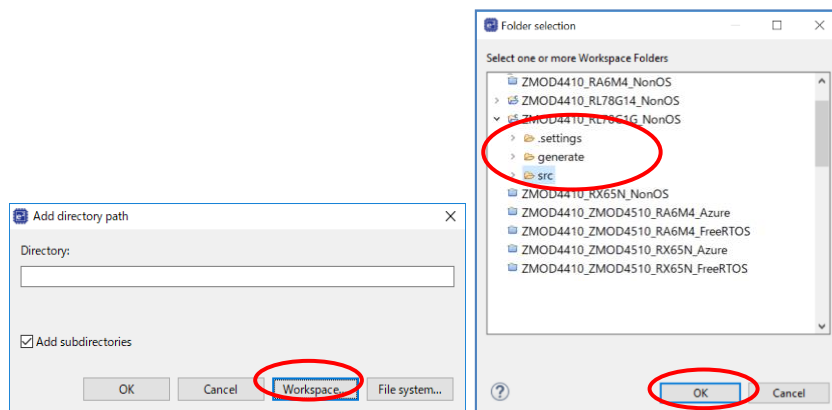 Add directory path
Directory:
Add subdirectories
OK
Cancel
Workspace...
File system...
Folder selection
Select one or more Workspace Folders
ZMOD4410_RA6M4_NonOS
ZMOD4410_RL78G14_NonOS
ZMOD4410_RL78G1G_NonOS
.settings
generate
src
ZMOD4410_RX65N_NonOS
ZMOD4410_ZMOD4510_RA6M4_Azure
ZMOD4410_ZMOD4510_RA6M4_FreeRTOS
ZMOD4410_ZMOD4510_RX65N_Azure
ZMOD4410_ZMOD4510_RX65N_FreeRTOS
?
OK
Cancel